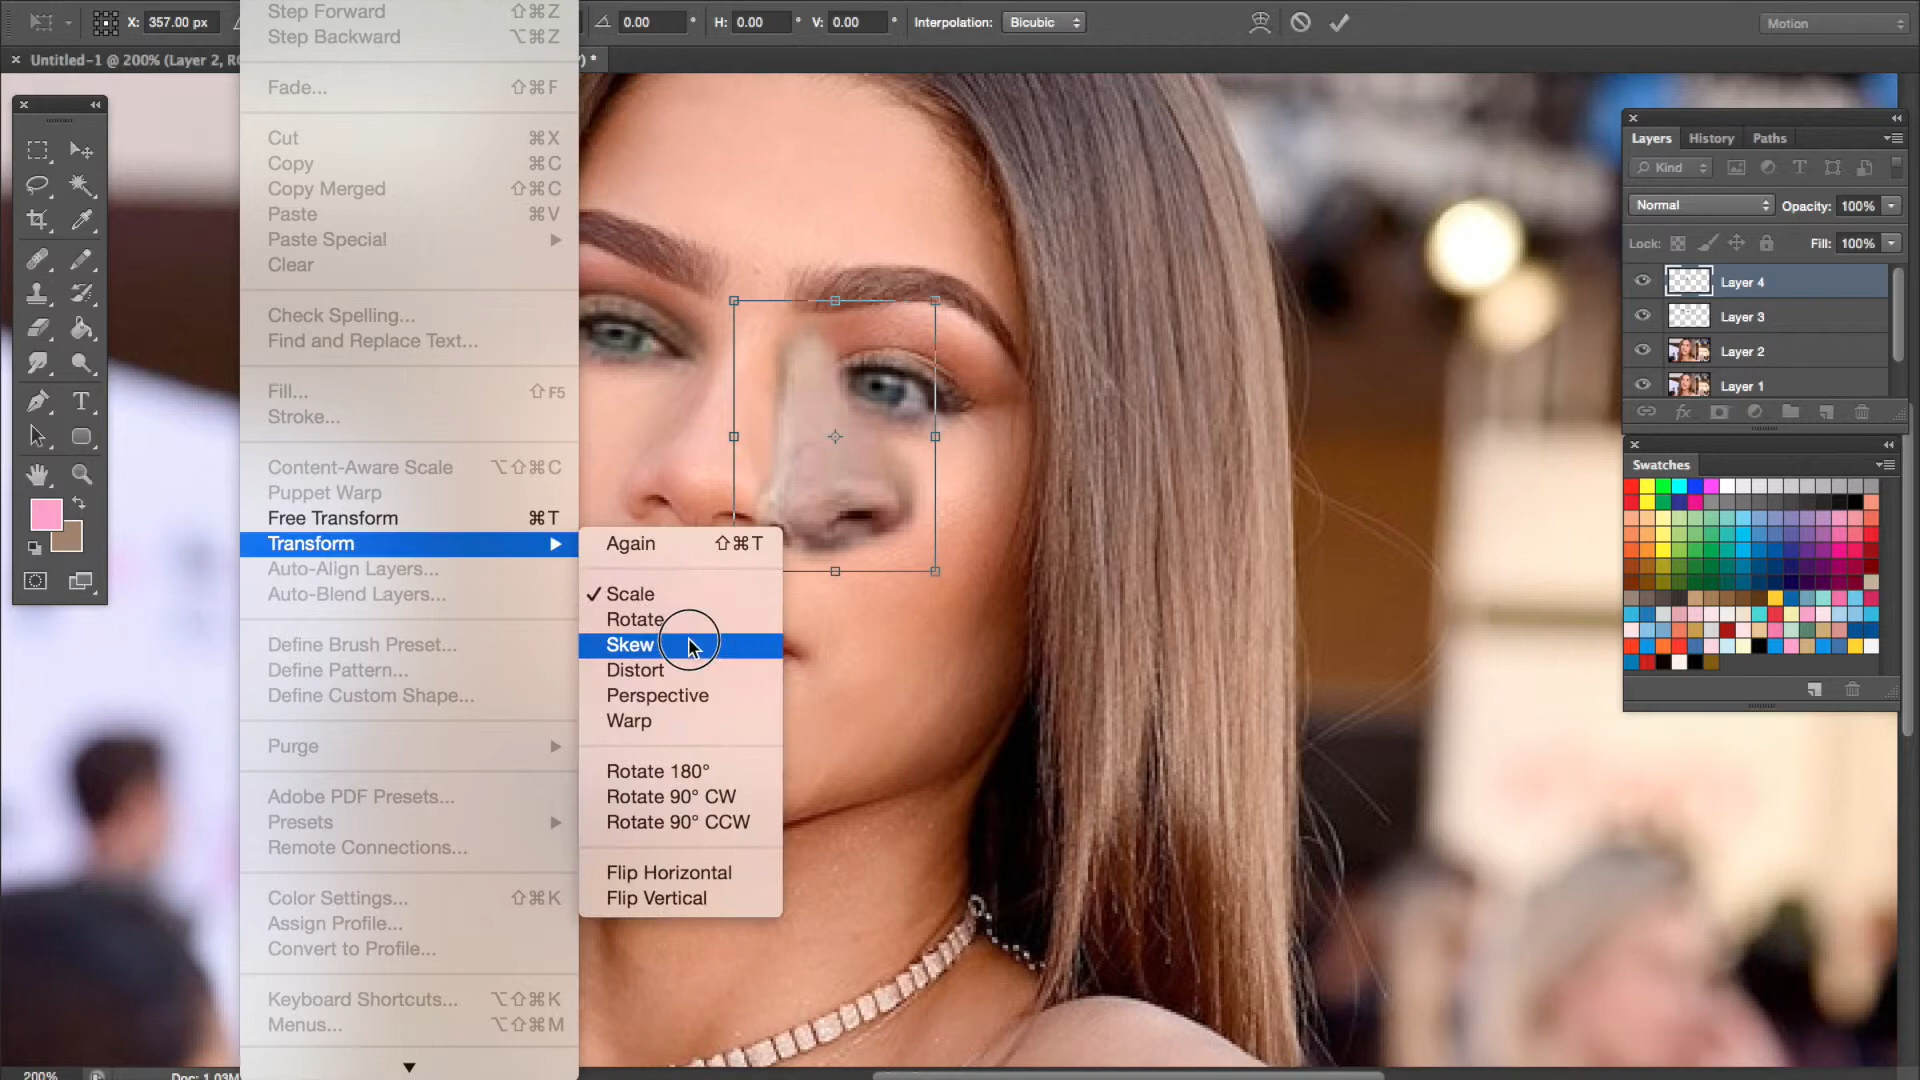 X: 357.00 px
0.00 °
H: 0.00 °
V: 0.00 °
Interpolation: Bicubic
Motion
Untitled-1 @ 200% (Layer 2, R
) *
Step Forward ⇧⌘Z
Step Backward ⌥⌘Z
Fade... ⇧⌘F
Cut ⌘X
Copy ⌘C
Copy Merged ⇧⌘C
Paste ⌘V
Paste Special
Clear
Check Spelling...
Find and Replace Text...
Fill... ⇧F5
Stroke...
Content-Aware Scale ⌥⇧⌘C
Puppet Warp
Free Transform ⌘T
Transform
Auto-Align Layers...
Auto-Blend Layers...
Define Brush Preset...
Define Pattern...
Define Custom Shape...
Purge
Adobe PDF Presets...
Presets
Remote Connections...
Color Settings... ⇧⌘K
Assign Profile...
Convert to Profile...
Keyboard Shortcuts... ⌥⇧⌘K
Menus... ⌥⇧⌘M
Again ⇧⌘T
✓ Scale
Rotate
Skew
Distort
Perspective
Warp
Rotate 180°
Rotate 90° CW
Rotate 90° CCW
Flip Horizontal
Flip Vertical
Layers History Paths
Kind
Normal Opacity: 100%
Lock: Fill: 100%
Layer 4
Layer 3
Layer 2
Layer 1
Swatches
200%
Doc: 1.03M